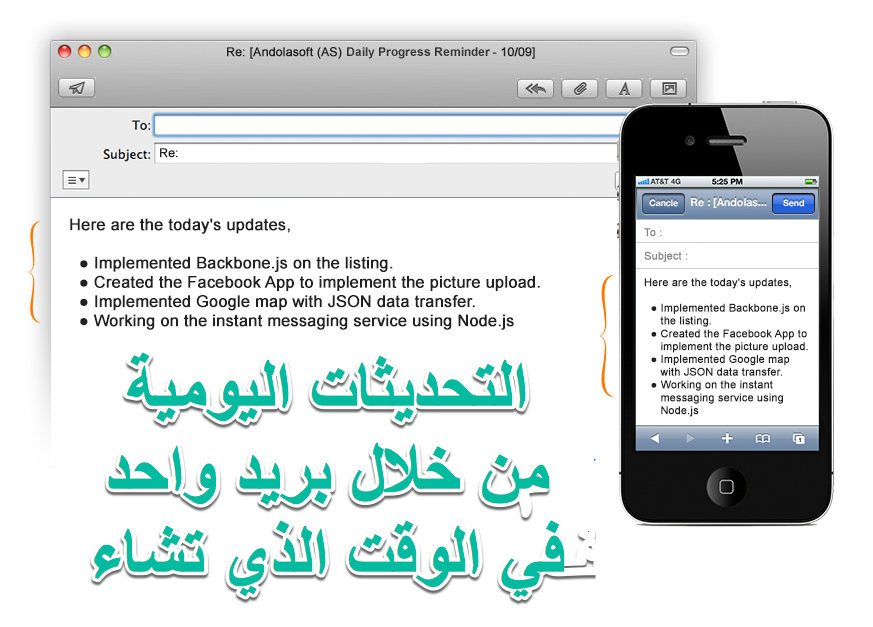 Re: [Andolasoft (AS) Daily Progress Reminder - 10/09]
To:
Subject: Re:
Here are the today's updates,
● Implemented Backbone.js on the listing.
● Created the Facebook App to implement the picture upload.
● Implemented Google map with JSON data transfer.
● Working on the instant messaging service using Node.js
التحديثات اليومية
من خلال بريد واحد
في الوقت الذي تشاء
AT&T 4G 5:25 PM
Cancle Re : [Andolas... Send
To :
Subject :
Here are the today's updates,
● Implemented Backbone.js on
the listing.
● Created the Facebook App to
implement the picture upload.
● Implemented Google map
with JSON data transfer.
● Working on the instant
messaging service using
Node.js
1